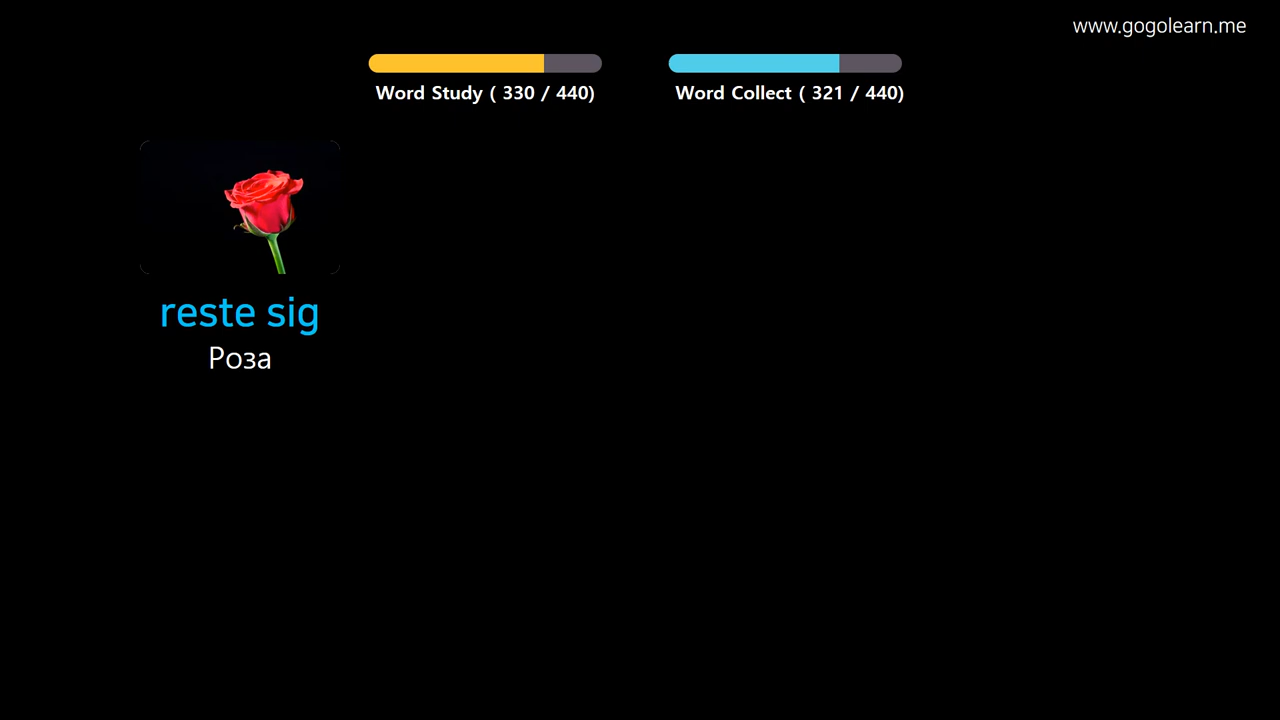 www.gogolearn.me
Word Study ( 330 / 440)
Word Collect ( 321 / 440)
reste sig
Роза